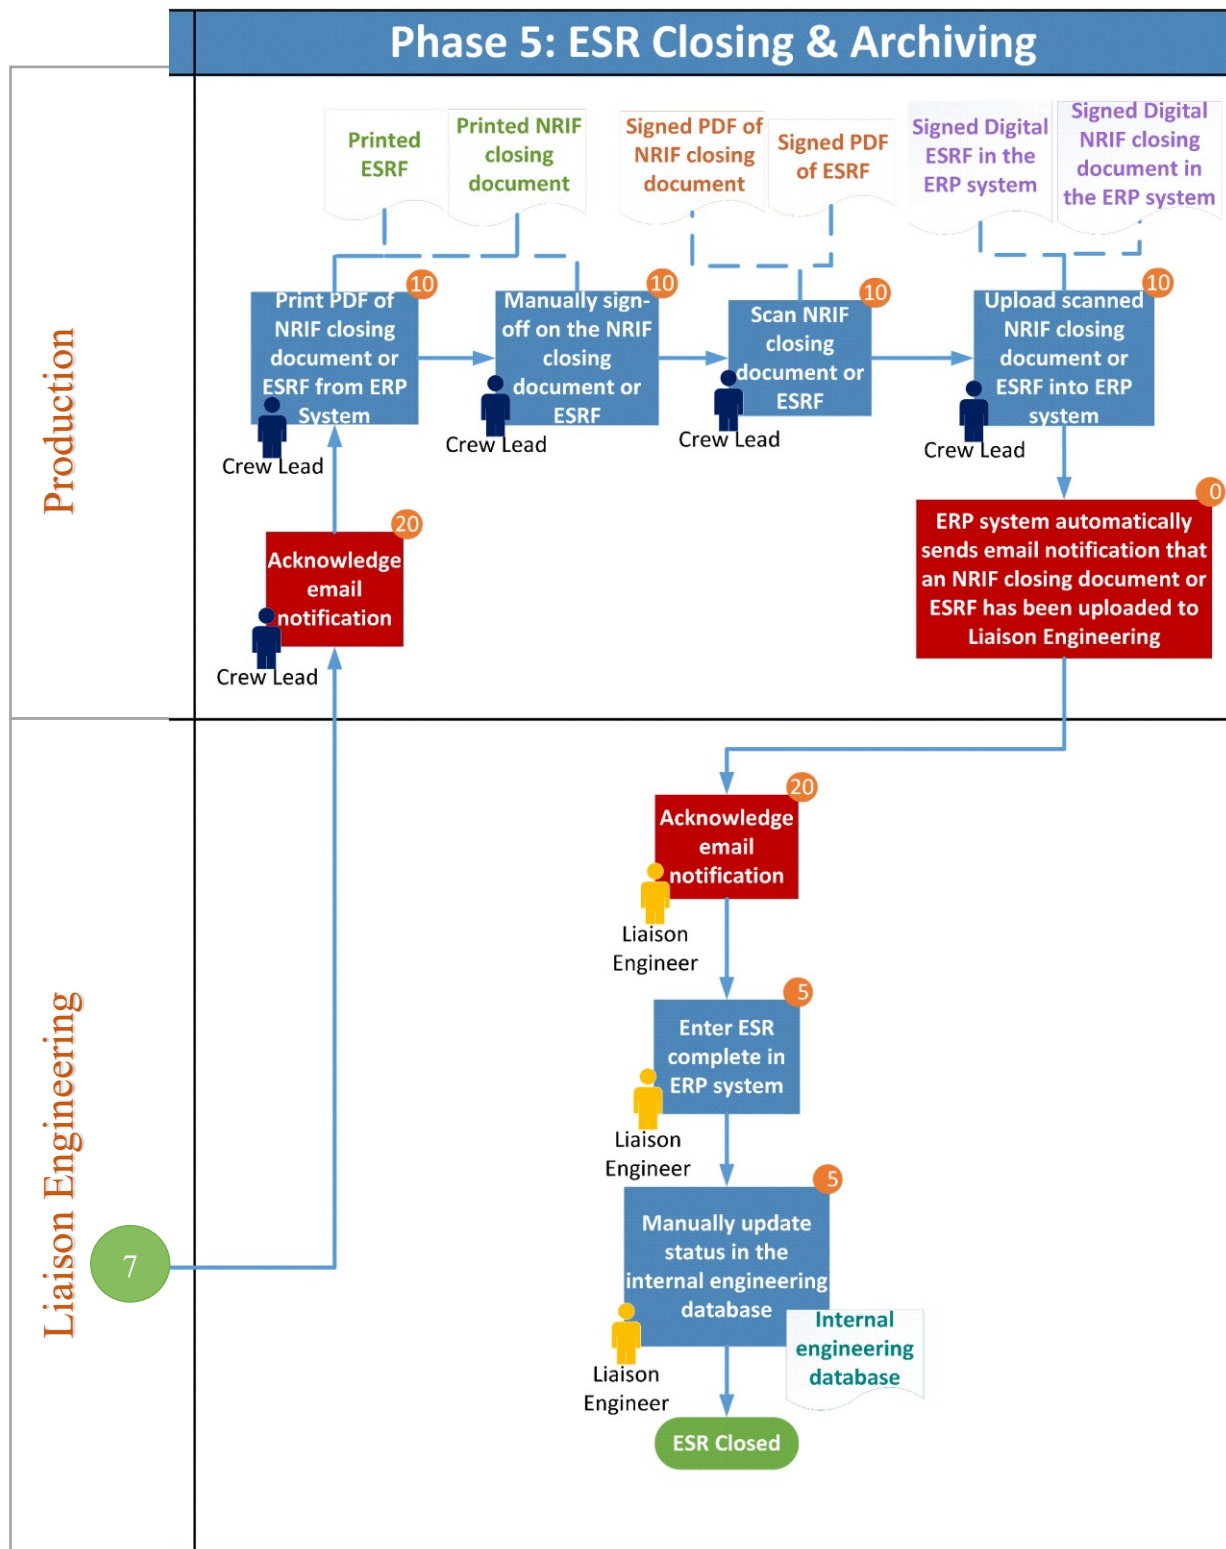 Phase 5: ESR Closing & Archiving
Production
Printed
ESRF
Printed NRIF
closing
document
Signed PDF of
NRIF closing
document
Signed PDF
of ESRF
Signed Digital
ESRF in the
ERP system
Signed Digital
NRIF closing
document in
the ERP system
10
Print PDF of
NRIF closing
document or
ESRF from ERP
System
Crew Lead
10
Manually sign-
off on the NRIF
closing
document or
ESRF
Crew Lead
10
Scan NRIF
closing
document or
ESRF
Crew Lead
10
Upload scanned
NRIF closing
document or
ESRF into ERP
system
Crew Lead
20
Acknowledge
email
notification
Crew Lead
0
ERP system automatically
sends email notification that
an NRIF closing document or
ESRF has been uploaded to
Liaison Engineering
Liaison Engineering
7
20
Acknowledge
email
notification
Liaison
Engineer
5
Enter ESR
complete in
ERP system
Liaison
Engineer
5
Manually update
status in the
internal engineering
database
Liaison
Engineer
Internal
engineering
database
ESR Closed